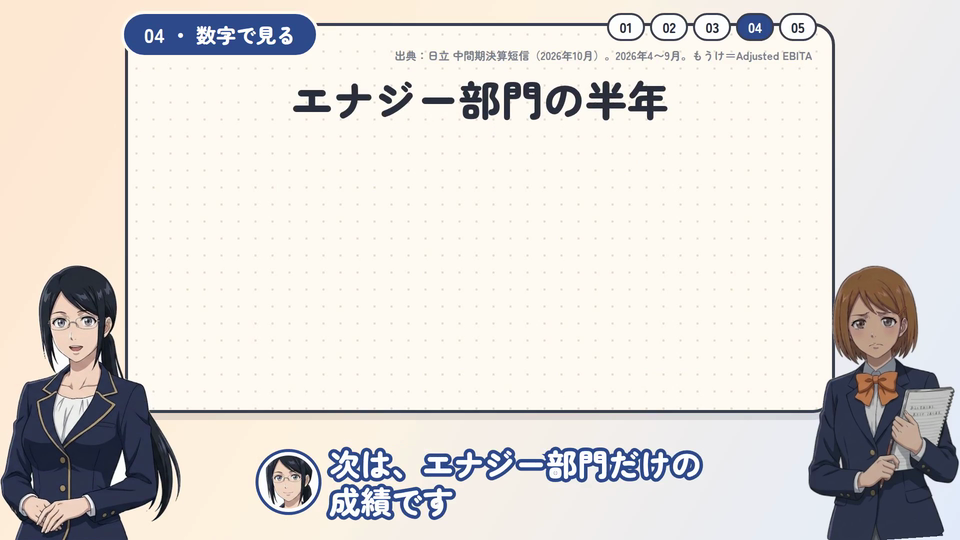 04 ・ 数字で見る
01 02 03 04 05
出典：日立 中間期決算短信（2026年10月）。2026年4〜9月。もうけ＝Adjusted EBITA
エナジー部門の半年
次は、エナジー部門だけの
成績です